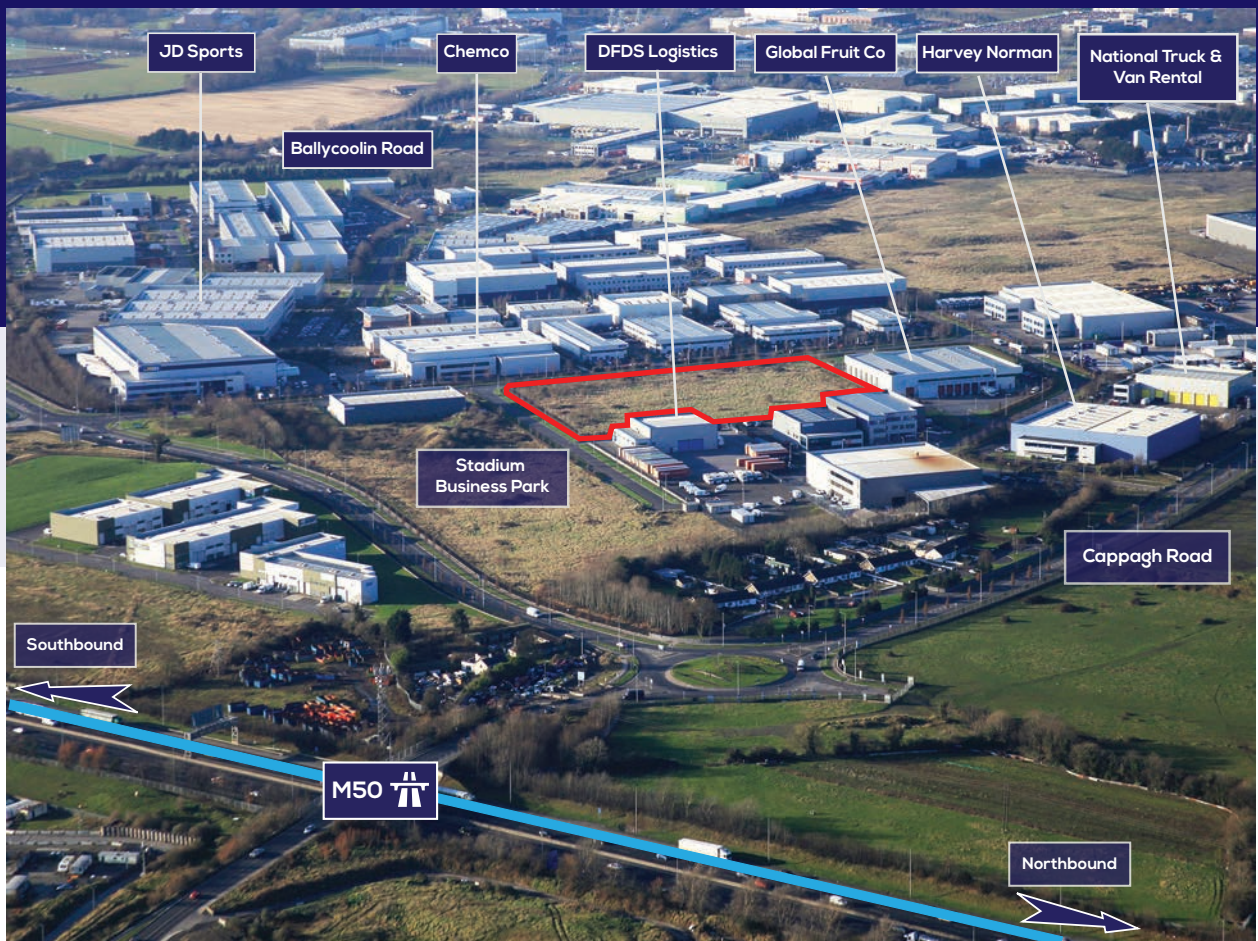 JD Sports
Chemco
DFDS Logistics
Global Fruit Co
Harvey Norman
National Truck &
Van Rental
Ballycoolin Road
Stadium
Business Park
Cappagh Road
Southbound
M50
Northbound